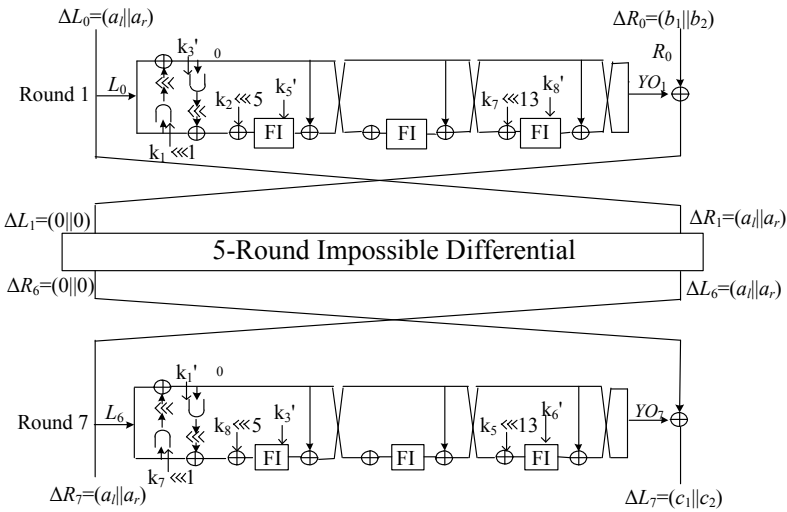 ΔL₀=(aₗ||aᵣ)
ΔR₀=(b₁||b₂)
k₃'
0
R₀
Round 1
L₀
k₂⋘5
k₅'
k₇⋘13
k₈'
YO₁
FI
FI
FI
k₁⋘1
ΔL₁=(0||0)
ΔR₁=(aₗ||aᵣ)
5-Round Impossible Differential
ΔR₆=(0||0)
ΔL₆=(aₗ||aᵣ)
k₁'
0
Round 7
L₆
k₈⋘5
k₃'
k₅⋘13
k₆'
YO₇
FI
FI
FI
k₇⋘1
ΔR₇=(aₗ||aᵣ)
ΔL₇=(c₁||c₂)